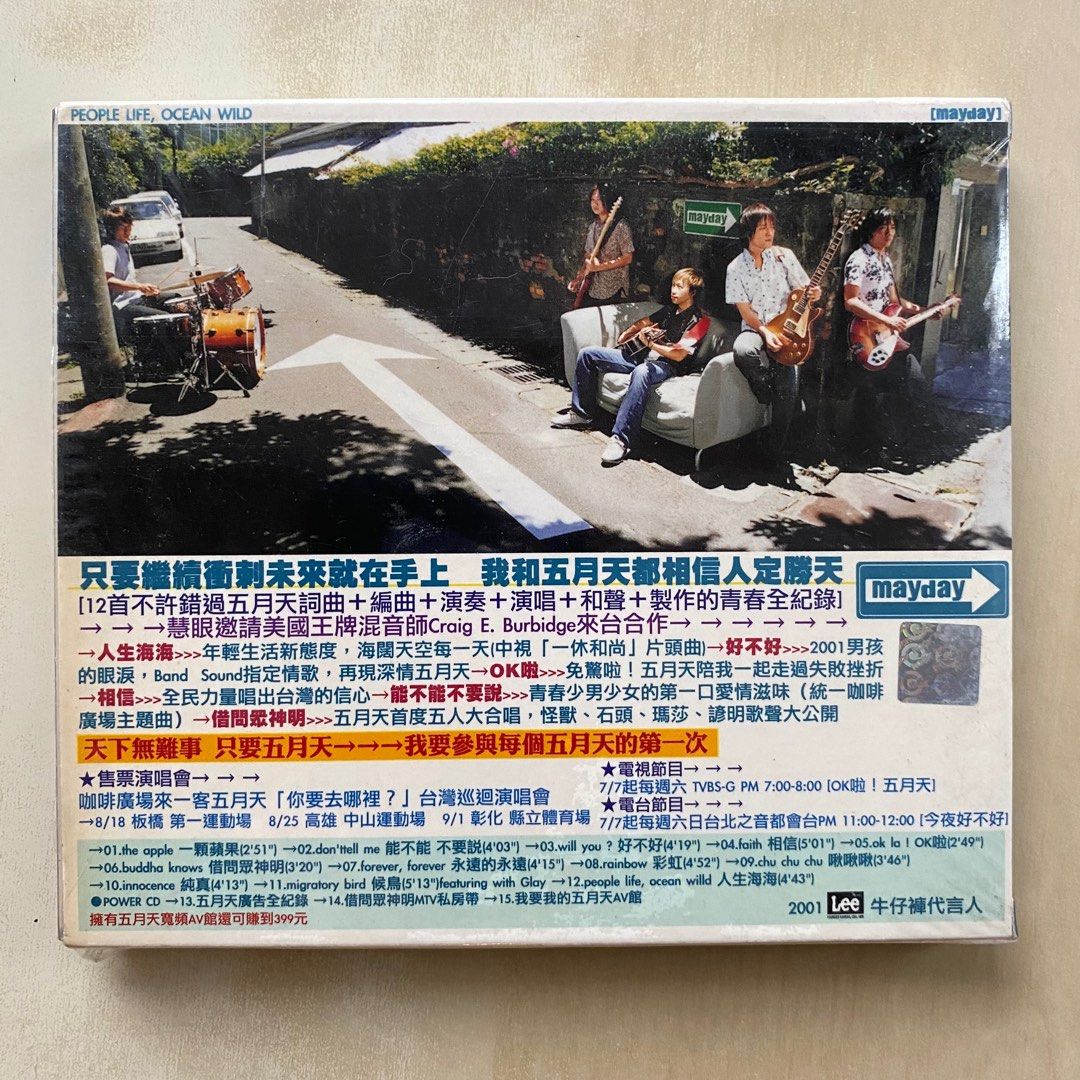 PEOPLE LIFE, OCEAN WILD
[mayday]
mayday
只要繼續衝刺未來就在手上 我和五月天都相信人定勝天
mayday
[12首不許錯過五月天詞曲＋編曲＋演奏＋演唱＋和聲＋製作的青春全紀錄]
→ → →慧眼邀請美國王牌混音師Craig E. Burbidge來台合作→ → → → → →
→人生海海>>>年輕生活新態度，海闊天空每一天(中視「一休和尚」片頭曲)→好不好>>>2001男孩
的眼淚，Band Sound指定情歌，再現深情五月天→OK啦>>>免驚啦！五月天陪我一起走過失敗挫折
→相信>>>全民力量唱出台灣的信心→能不能不要說>>>青春少男少女的第一口愛情滋味（統一咖啡
廣場主題曲）→借問眾神明>>>五月天首度五人大合唱，怪獸、石頭、瑪莎、諺明歌聲大公開
天下無難事 只要五月天→→→我要參與每個五月天的第一次
★售票演唱會→ → →
咖啡廣場來一客五月天「你要去哪裡？」台灣巡迴演唱會
→8/18 板橋 第一運動場 8/25 高雄 中山運動場 9/1 彰化 縣立體育場
★電視節目→ → →
7/7起每週六 TVBS-G PM 7:00-8:00 [OK啦！五月天]
★電台節目→ → →
7/7起每週六日台北之音都會台PM 11:00-12:00 [今夜好不好]
→01.the apple 一顆蘋果(2'51") →02.don'ttell me 能不能 不要說(4'03") →03.will you ? 好不好(4'19") →04.faith 相信(5'01") →05.ok la ! OK啦(2'49")
→06.buddha knows 借問眾神明(3'20") →07.forever, forever 永遠的永遠(4'15") →08.rainbow 彩虹(4'52") →09.chu chu chu 啾啾啾(3'46")
→10.innocence 純真(4'13") →11.migratory bird 候鳥(5'13")featuring with Glay →12.people life, ocean willd 人生海海(4'43")
●POWER CD →13.五月天廣告全紀錄 →14.借問眾神明MTV私房帶 →15.我要我的五月天AV館
擁有五月天寬頻AV館還可賺到399元
2001 Lee 牛仔褲代言人